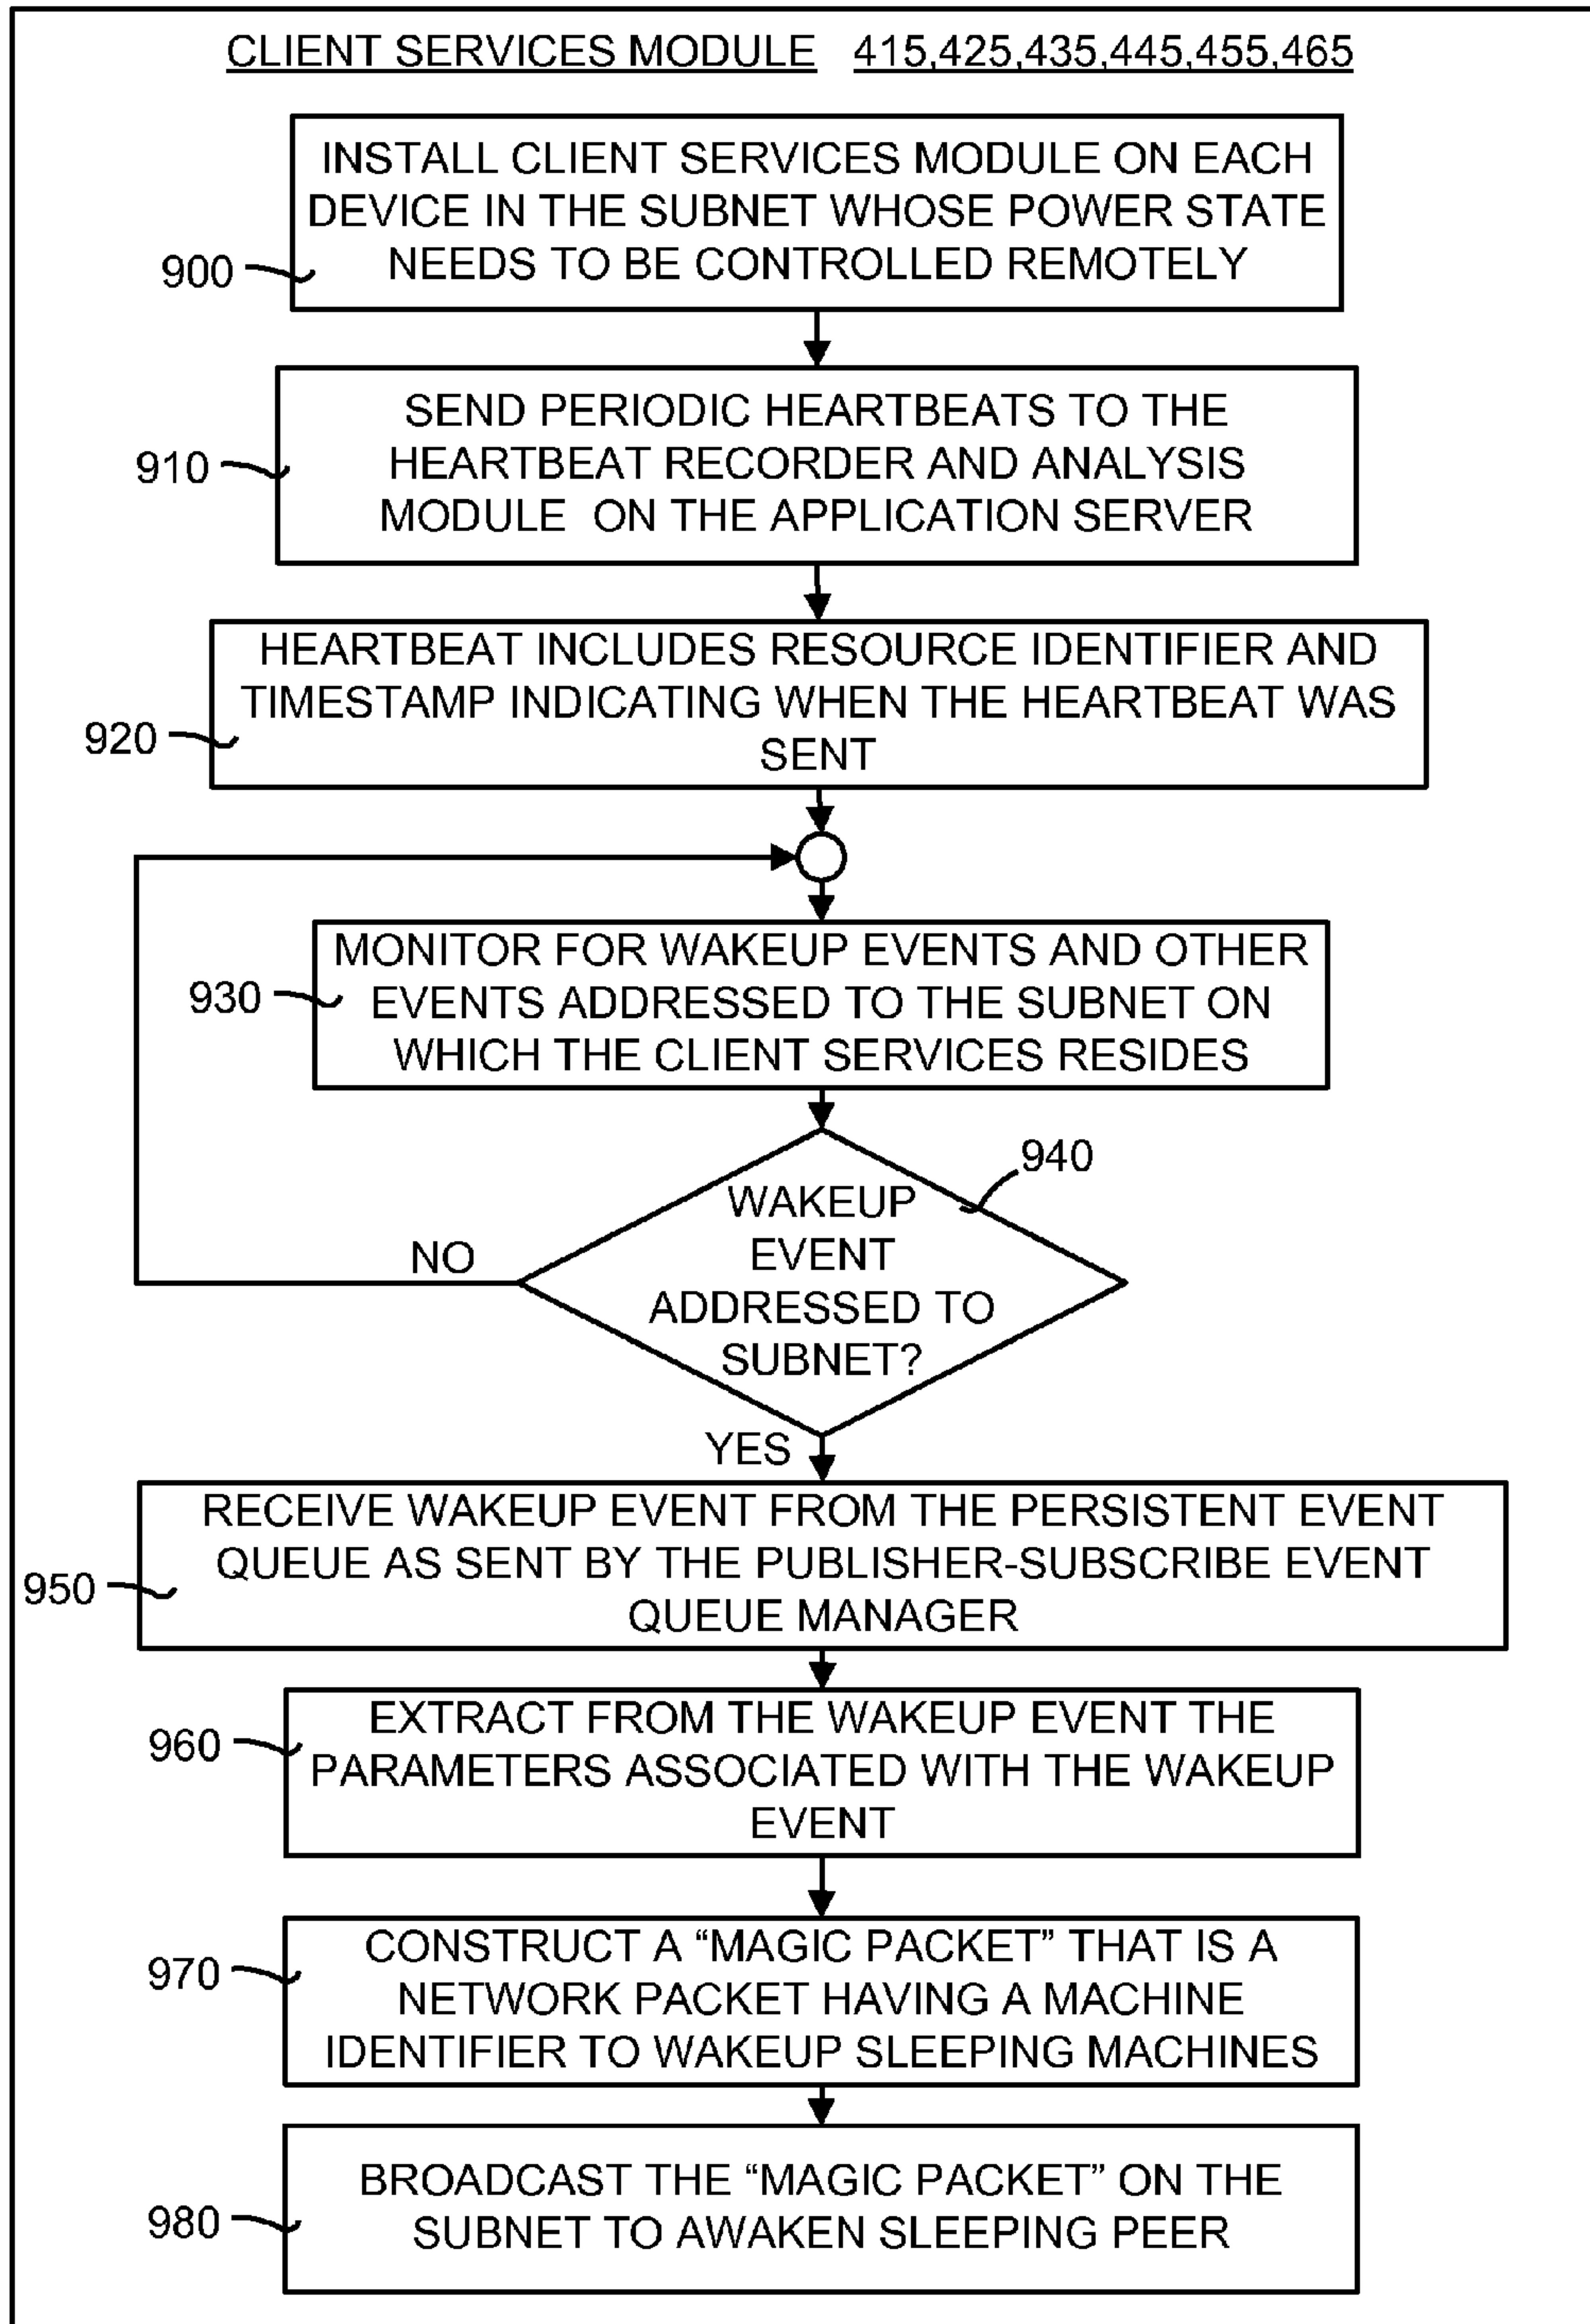 CLIENT SERVICES MODULE 415,425,435,445,455,465
INSTALL CLIENT SERVICES MODULE ON EACH
DEVICE IN THE SUBNET WHOSE POWER STATE
NEEDS TO BE CONTROLLED REMOTELY
900
SEND PERIODIC HEARTBEATS TO THE
HEARTBEAT RECORDER AND ANALYSIS
MODULE ON THE APPLICATION SERVER
910
HEARTBEAT INCLUDES RESOURCE IDENTIFIER AND
TIMESTAMP INDICATING WHEN THE HEARTBEAT WAS
SENT
920
MONITOR FOR WAKEUP EVENTS AND OTHER
EVENTS ADDRESSED TO THE SUBNET ON
WHICH THE CLIENT SERVICES RESIDES
930
940
WAKEUP
EVENT
ADDRESSED TO
SUBNET?
NO
YES
RECEIVE WAKEUP EVENT FROM THE PERSISTENT EVENT
QUEUE AS SENT BY THE PUBLISHER-SUBSCRIBE EVENT
QUEUE MANAGER
950
EXTRACT FROM THE WAKEUP EVENT THE
PARAMETERS ASSOCIATED WITH THE WAKEUP
EVENT
960
CONSTRUCT A “MAGIC PACKET” THAT IS A
NETWORK PACKET HAVING A MACHINE
IDENTIFIER TO WAKEUP SLEEPING MACHINES
970
BROADCAST THE “MAGIC PACKET” ON THE
SUBNET TO AWAKEN SLEEPING PEER
980